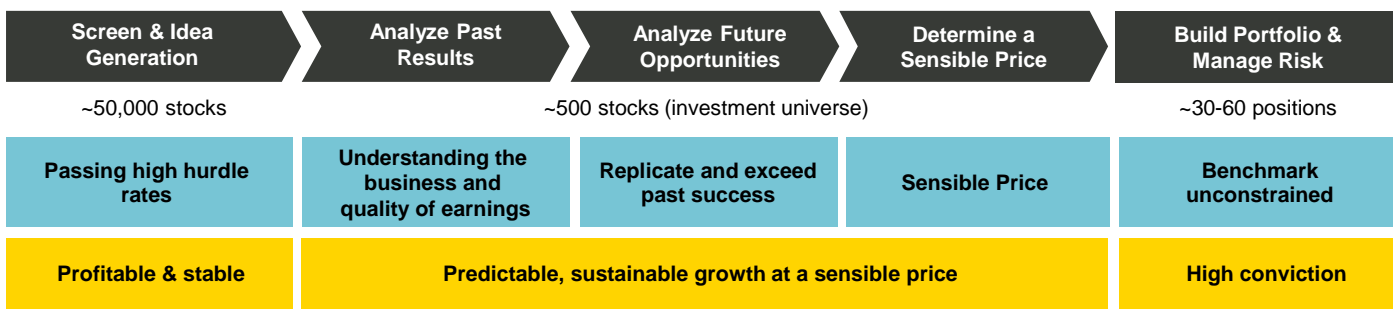 Screen & Idea
Generation
Analyze Past
Results
Analyze Future
Opportunities
Determine a
Sensible Price
Build Portfolio &
Manage Risk
~50,000 stocks
~500 stocks (investment universe)
~30-60 positions
Passing high hurdle
rates
Understanding the
business and
quality of earnings
Replicate and exceed
past success
Sensible Price
Benchmark
unconstrained
Profitable & stable
Predictable, sustainable growth at a sensible price
High conviction